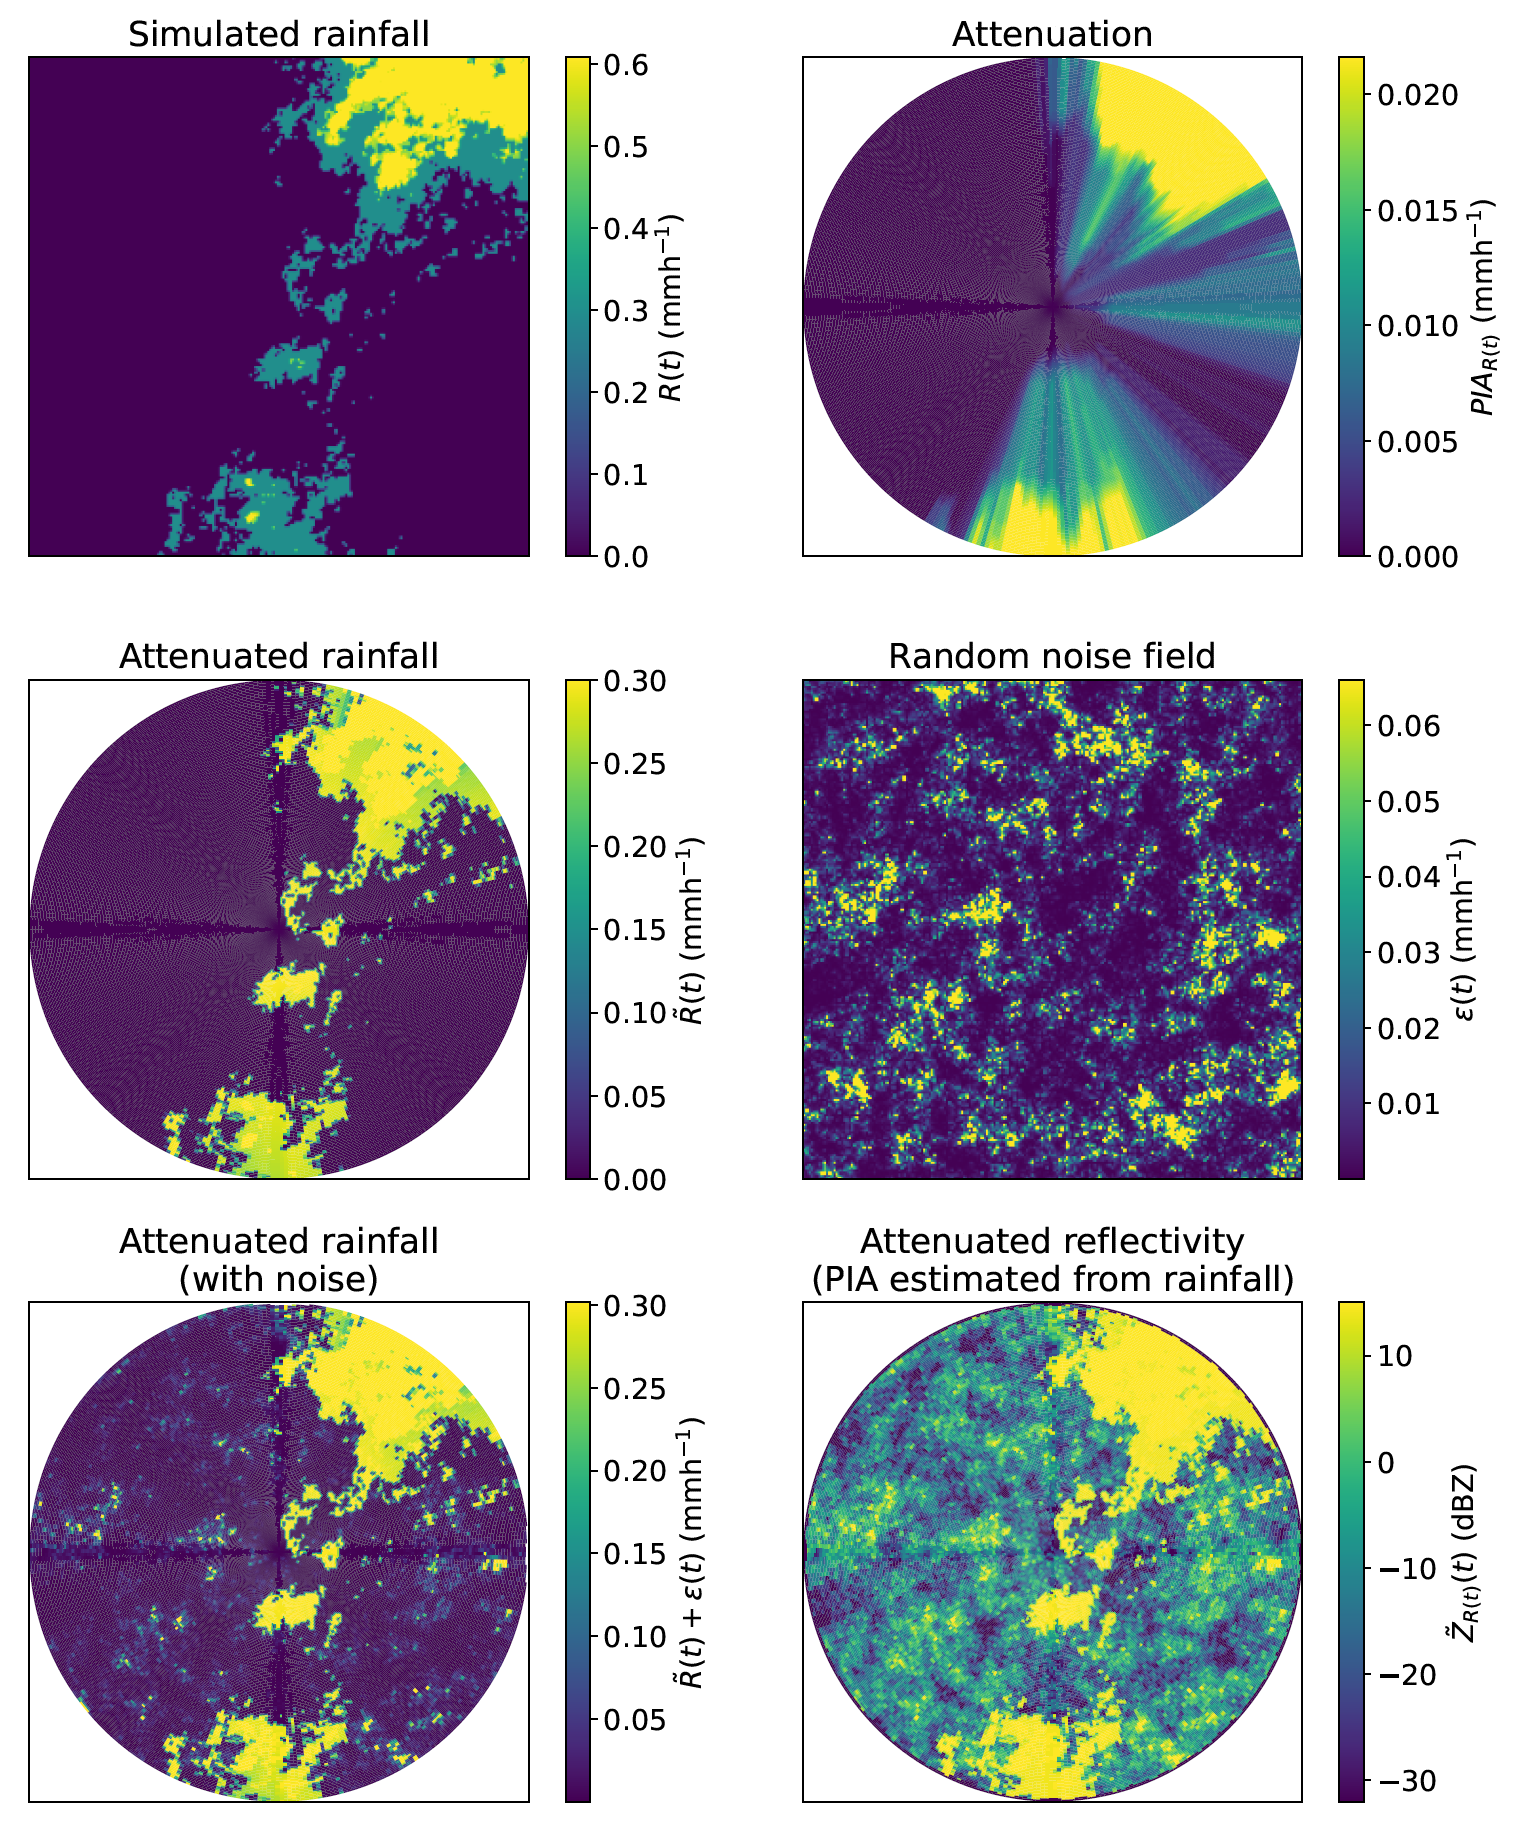 Simulated rainfall
0.6
0.5
0.4
0.3
0.2
0.1
0.0
R(t) (mmh⁻¹)
Attenuation
0.020
0.015
0.010
0.005
0.000
PIA_R(t) (mmh⁻¹)
Attenuated rainfall
0.30
0.25
0.20
0.15
0.10
0.05
0.00
R̃(t) (mmh⁻¹)
Random noise field
0.06
0.05
0.04
0.03
0.02
0.01
ε(t) (mmh⁻¹)
Attenuated rainfall
(with noise)
0.30
0.25
0.20
0.15
0.10
0.05
R̃(t) + ε(t) (mmh⁻¹)
Attenuated reflectivity
(PIA estimated from rainfall)
10
0
−10
−20
−30
Z̃_R(t)(t) (dBZ)